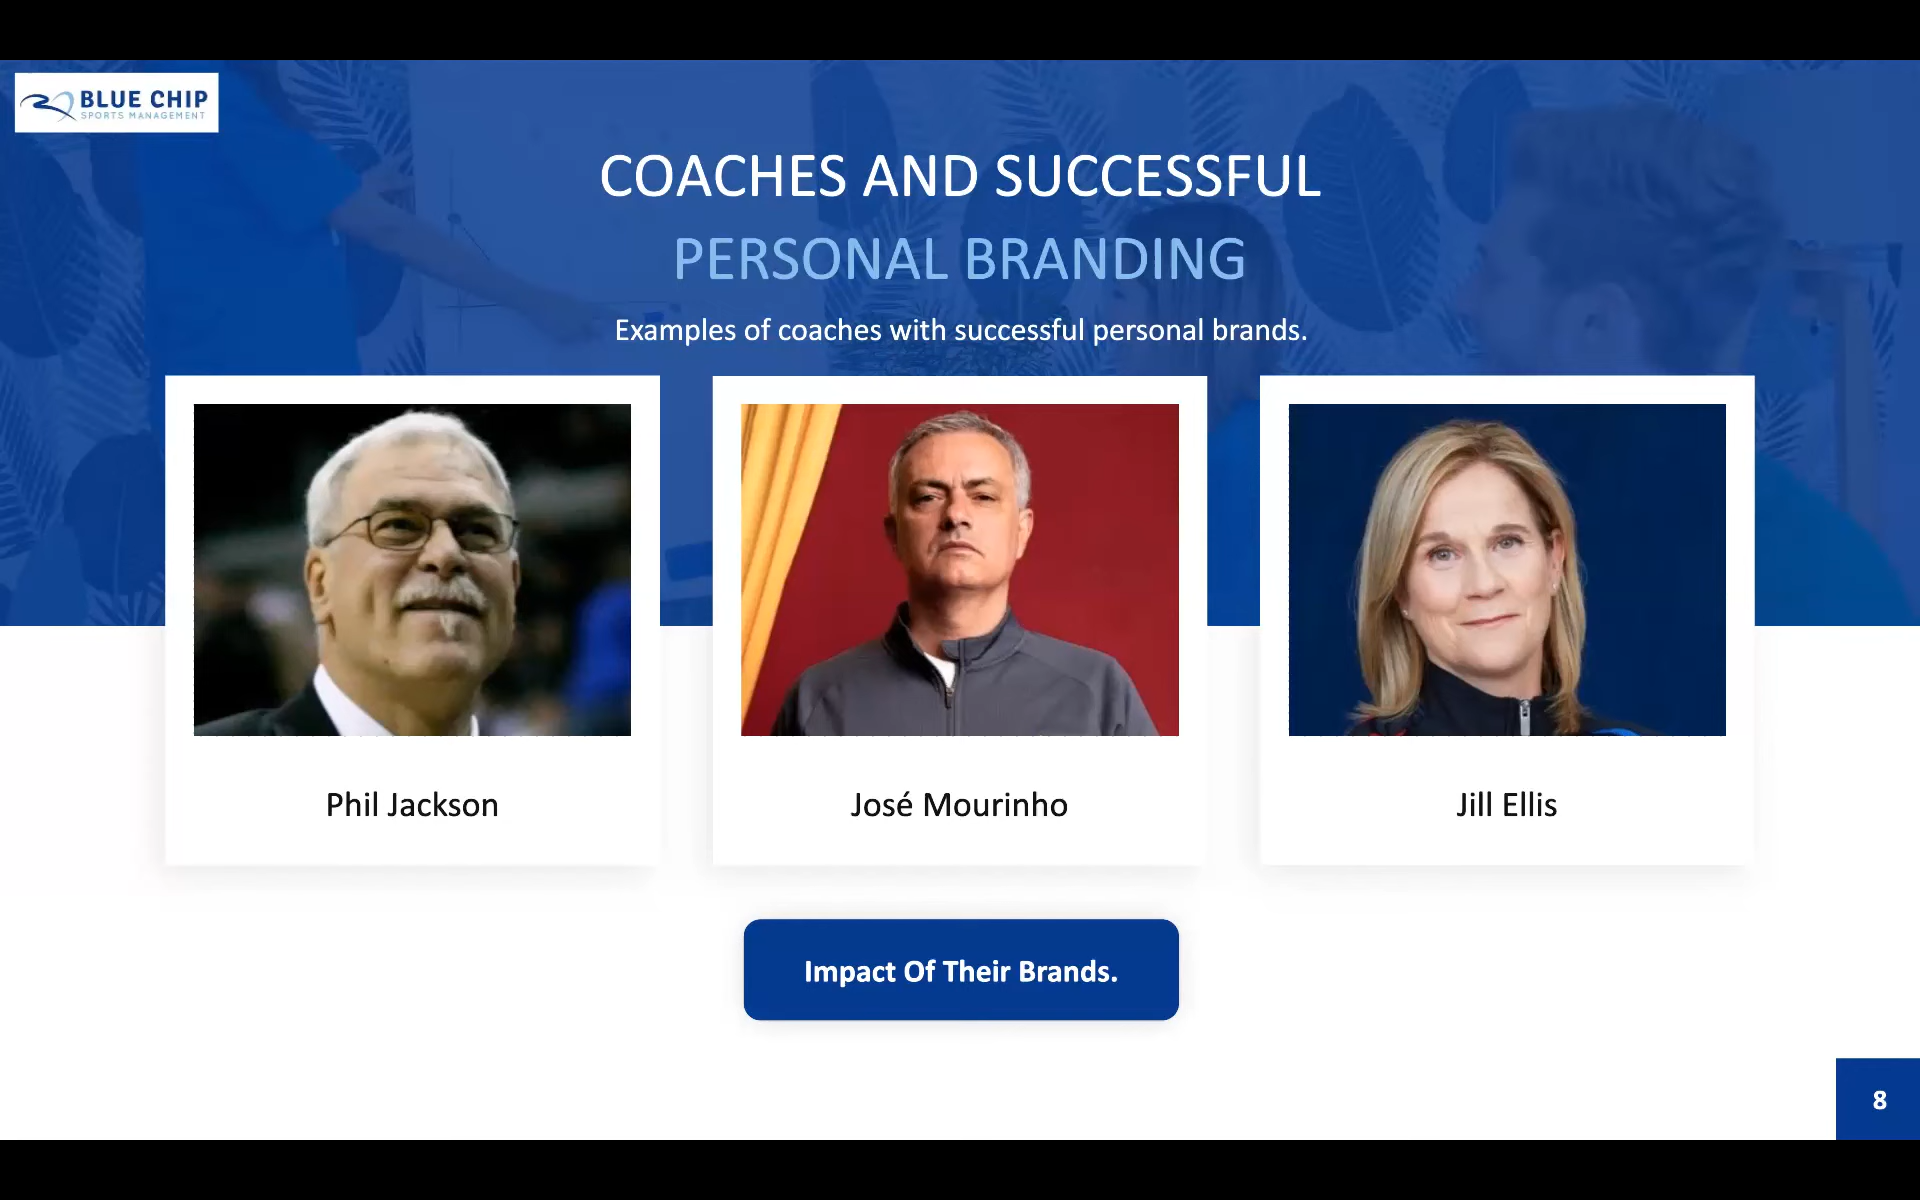 BLUE CHIP
SPORTS MANAGEMENT
COACHES AND SUCCESSFUL
PERSONAL BRANDING
Examples of coaches with successful personal brands.
Phil Jackson
José Mourinho
Jill Ellis
Impact Of Their Brands.
8